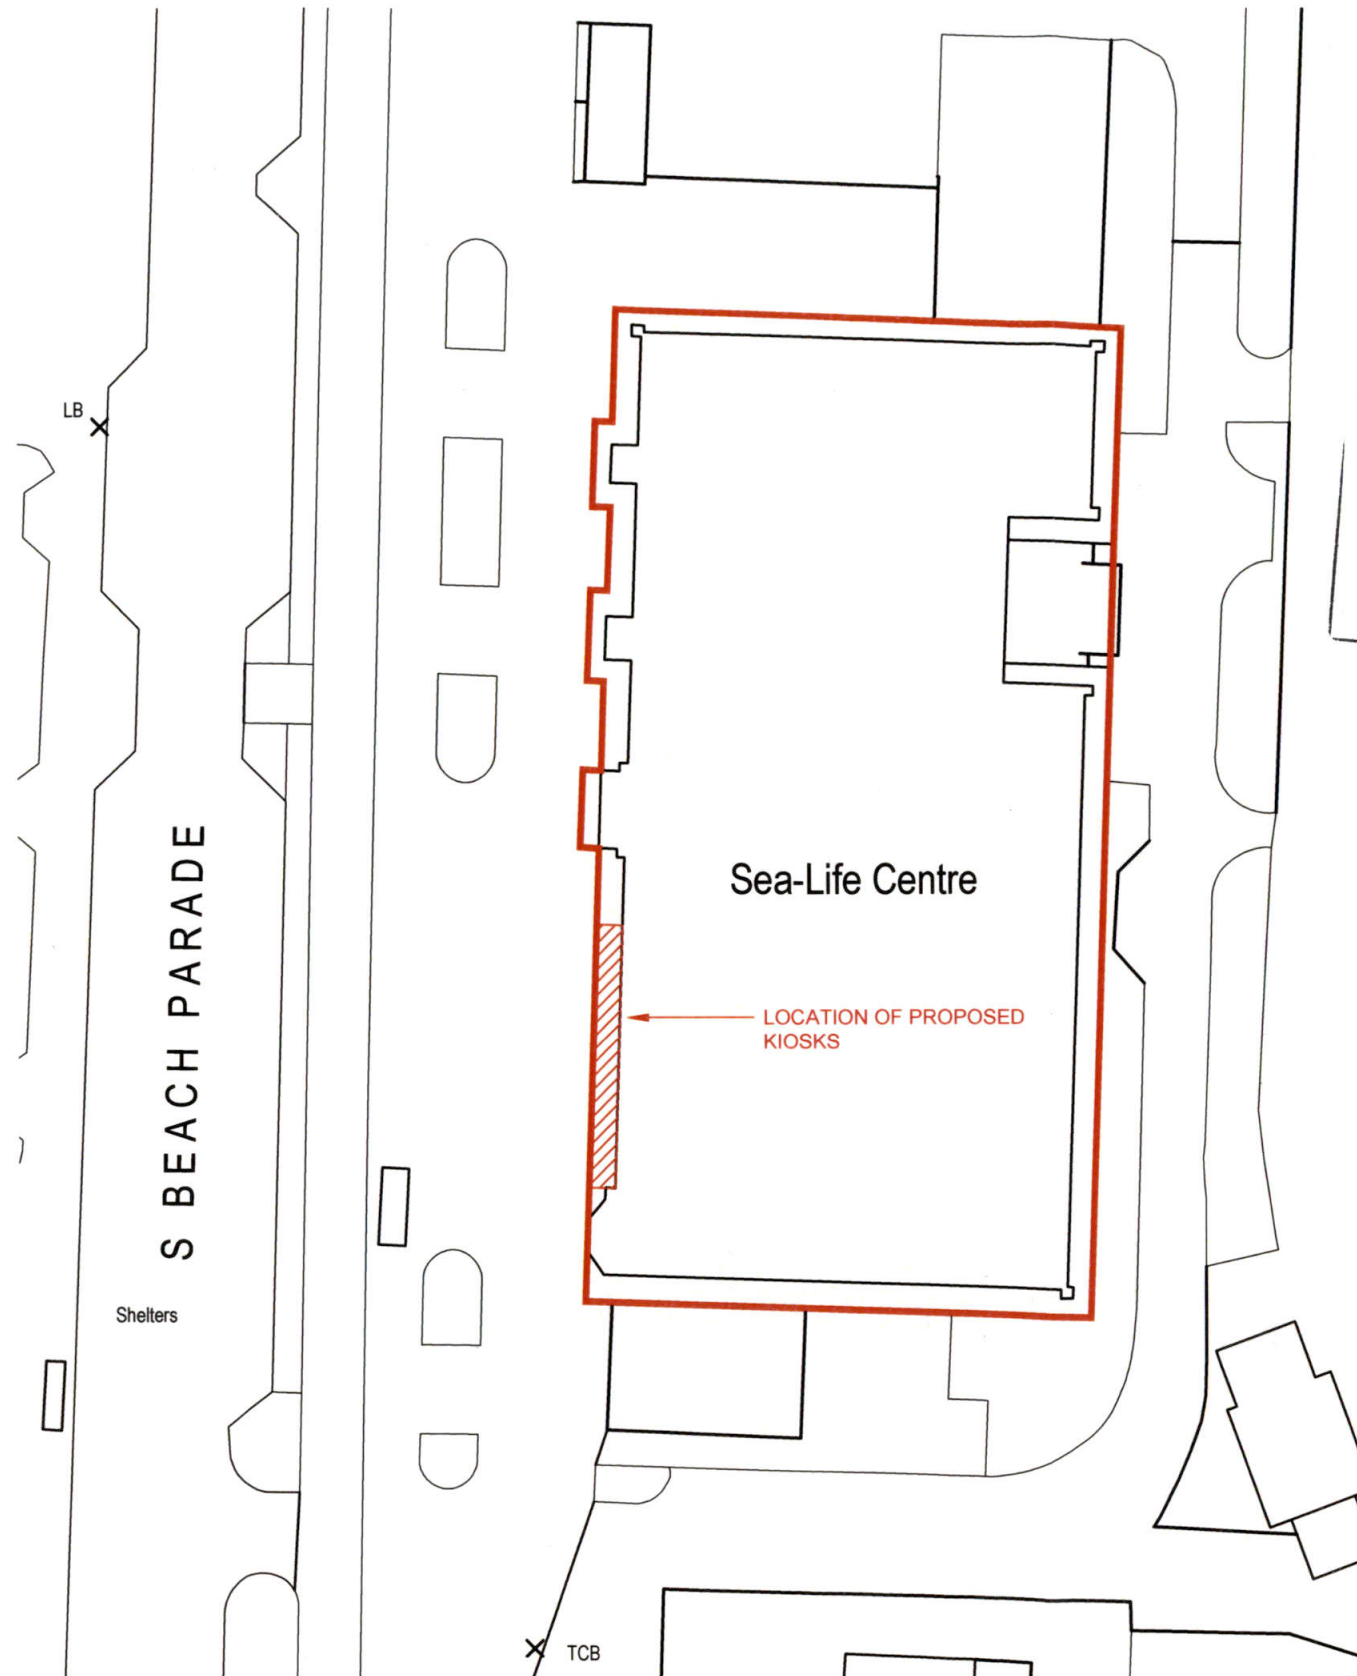 LB
S BEACH PARADE
Sea-Life Centre
LOCATION OF PROPOSED
KIOSKS
Shelters
TCB